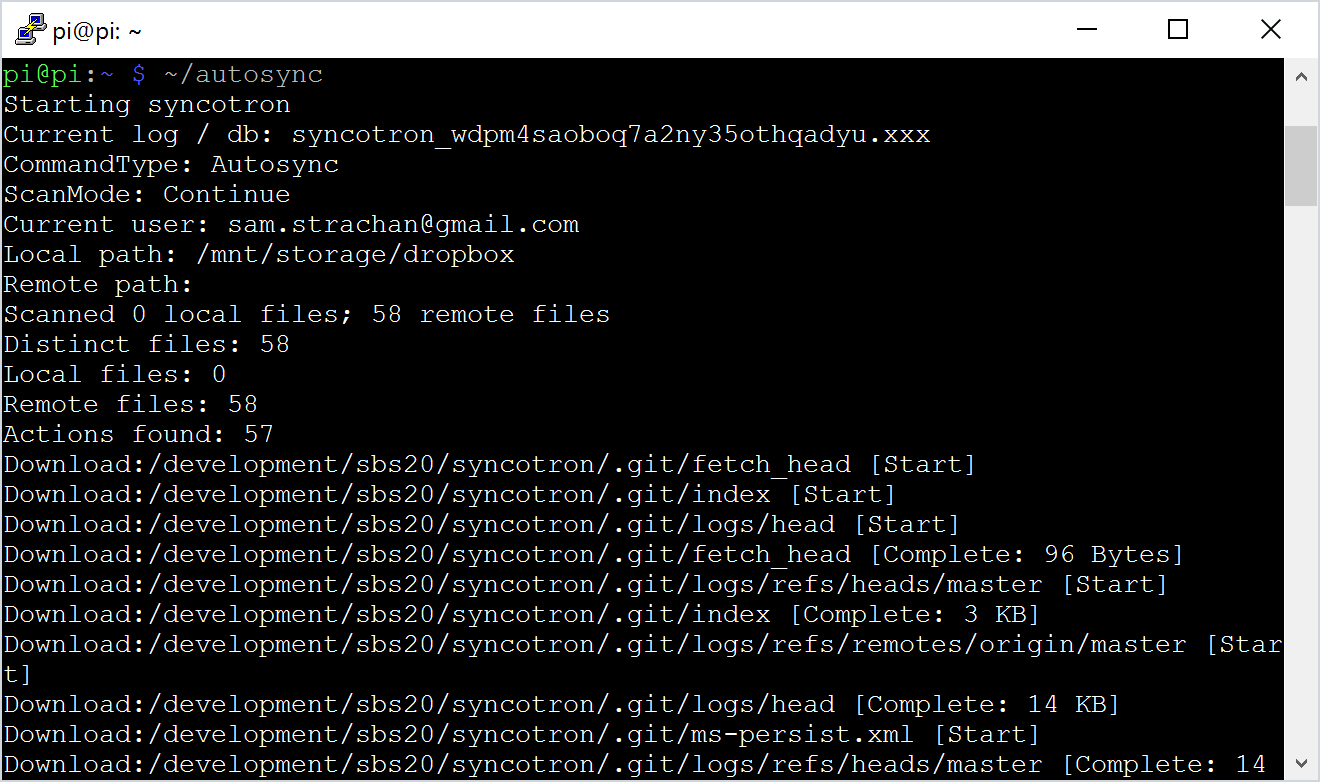 pi@pi: ~
pi@pi:~ $ ~/autosync
Starting syncotron
Current log / db: syncotron_wdpm4saoboq7a2ny35othqadyu.xxx
CommandType: Autosync
ScanMode: Continue
Current user: sam.strachan@gmail.com
Local path: /mnt/storage/dropbox
Remote path:
Scanned 0 local files; 58 remote files
Distinct files: 58
Local files: 0
Remote files: 58
Actions found: 57
Download:/development/sbs20/syncotron/.git/fetch_head [Start]
Download:/development/sbs20/syncotron/.git/index [Start]
Download:/development/sbs20/syncotron/.git/logs/head [Start]
Download:/development/sbs20/syncotron/.git/fetch_head [Complete: 96 Bytes]
Download:/development/sbs20/syncotron/.git/logs/refs/heads/master [Start]
Download:/development/sbs20/syncotron/.git/index [Complete: 3 KB]
Download:/development/sbs20/syncotron/.git/logs/refs/remotes/origin/master [Star
t]
Download:/development/sbs20/syncotron/.git/logs/head [Complete: 14 KB]
Download:/development/sbs20/syncotron/.git/ms-persist.xml [Start]
Download:/development/sbs20/syncotron/.git/logs/refs/heads/master [Complete: 14